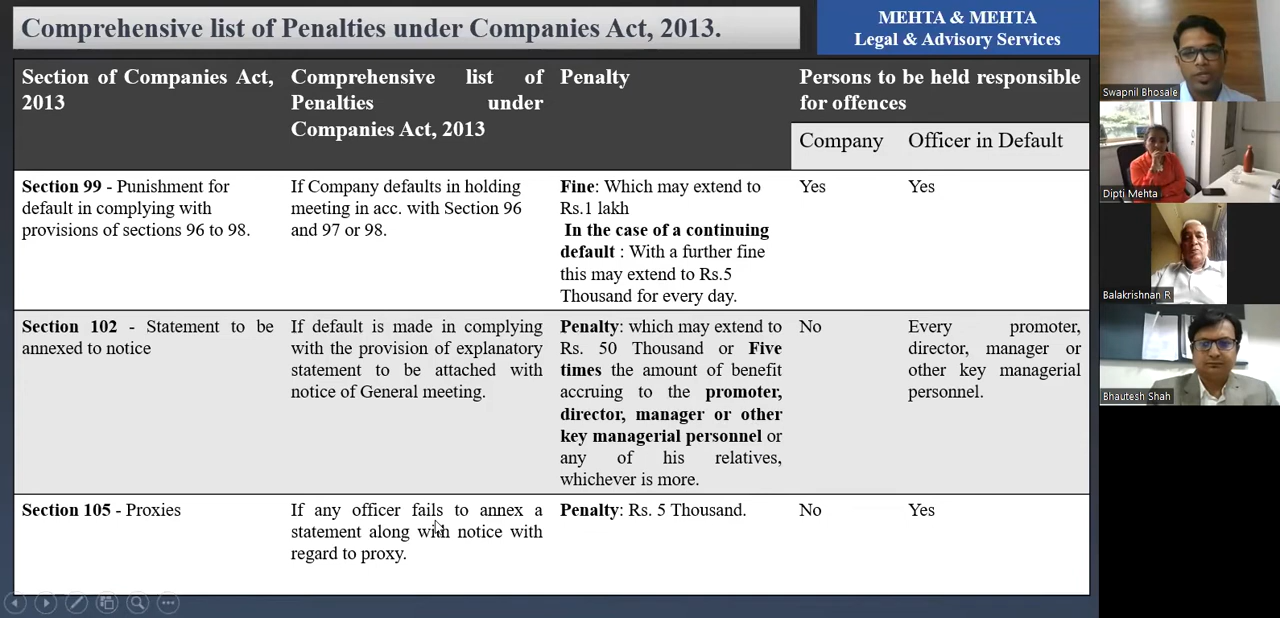 Comprehensive list of Penalties under Companies Act, 2013.
MEHTA & MEHTA
Legal & Advisory Services
Section of Companies Act,
2013
Comprehensive list of
Penalties under
Companies Act, 2013
Penalty
Persons to be held responsible
for offences
Company
Officer in Default
Section 99 - Punishment for
default in complying with
provisions of sections 96 to 98.
If Company defaults in holding
meeting in acc. with Section 96
and 97 or 98.
Fine: Which may extend to
Rs.1 lakh
In the case of a continuing
default : With a further fine
this may extend to Rs.5
Thousand for every day.
Yes
Yes
Section 102 - Statement to be
annexed to notice
If default is made in complying
with the provision of explanatory
statement to be attached with
notice of General meeting.
Penalty: which may extend to
Rs. 50 Thousand or Five
times the amount of benefit
accruing to the promoter,
director, manager or other
key managerial personnel or
any of his relatives,
whichever is more.
No
Every promoter,
director, manager or
other key managerial
personnel.
Section 105 - Proxies
If any officer fails to annex a
statement along with notice with
regard to proxy.
Penalty: Rs. 5 Thousand.
No
Yes
Swapnil Bhosale
Dipti Mehta
Balakrishnan R
Bhautesh Shah